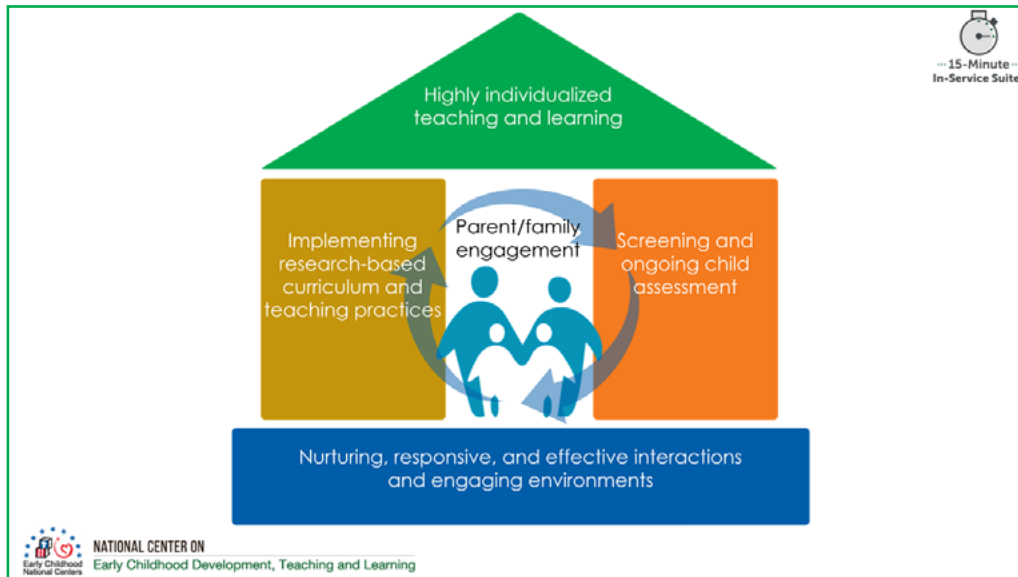 ··· 15-Minute ···
In-Service Suite
Highly individualized
teaching and learning
Implementing
research-based
curriculum and
teaching practices
Parent/family
engagement
Screening and
ongoing child
assessment
Nurturing, responsive, and effective interactions
and engaging environments
Early Childhood
National Centers
NATIONAL CENTER ON
Early Childhood Development, Teaching and Learning